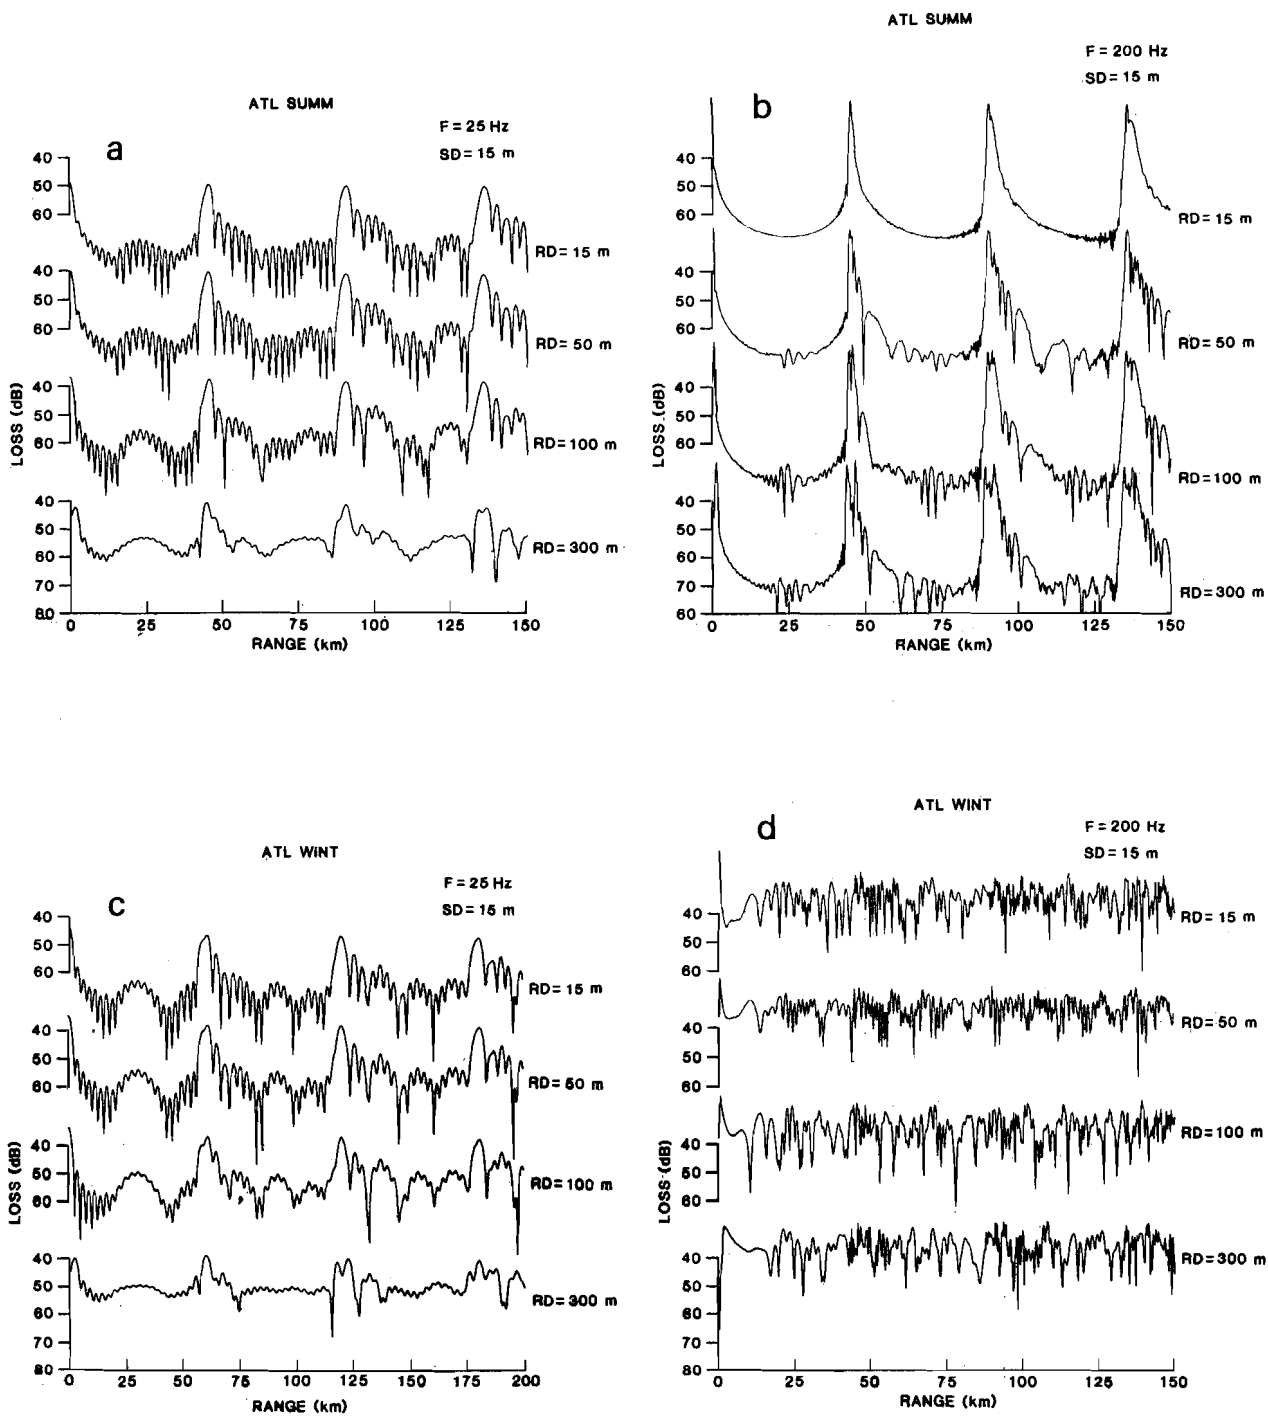 ATL SUMM
F = 25 Hz
SD = 15 m
a
40
50
60
RD = 15 m
40
50
60
RD = 50 m
40
50
60
RD = 100 m
40
50
60
70
80
RD = 300 m
LOSS (dB)
0 25 50 75 100 125 150
RANGE (km)
ATL SUMM
F = 200 Hz
SD = 15 m
b
40
50
60
RD = 15 m
40
50
60
RD = 50 m
40
50
60
RD = 100 m
40
50
60
70
80
RD = 300 m
LOSS (dB)
0 25 50 75 100 125 150
RANGE (km)
ATL WINT
F = 25 Hz
SD = 15 m
c
40
50
60
RD = 15 m
40
50
60
RD = 50 m
40
50
60
RD = 100 m
40
50
60
70
80
RD = 300 m
LOSS (dB)
0 25 50 75 100 125 150 175 200
RANGE (km)
ATL WINT
F = 200 Hz
SD = 15 m
d
40
50
60
RD = 15 m
40
50
60
RD = 50 m
40
50
60
RD = 100 m
40
50
60
70
80
RD = 300 m
LOSS (dB)
0 25 50 75 100 125 150
RANGE (km)